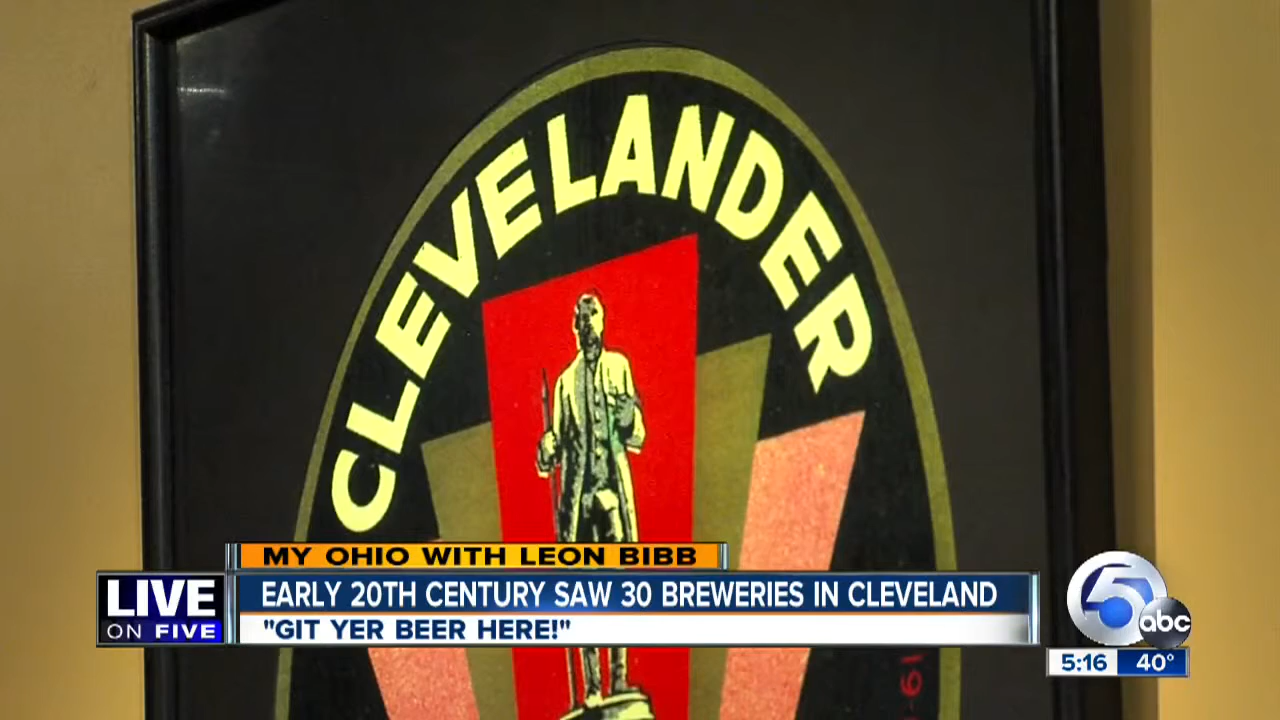 CLEVELANDER
MY OHIO WITH LEON BIBB
LIVE
ON FIVE
EARLY 20TH CENTURY SAW 30 BREWERIES IN CLEVELAND
"GIT YER BEER HERE!"
5
abc
5:16 40°